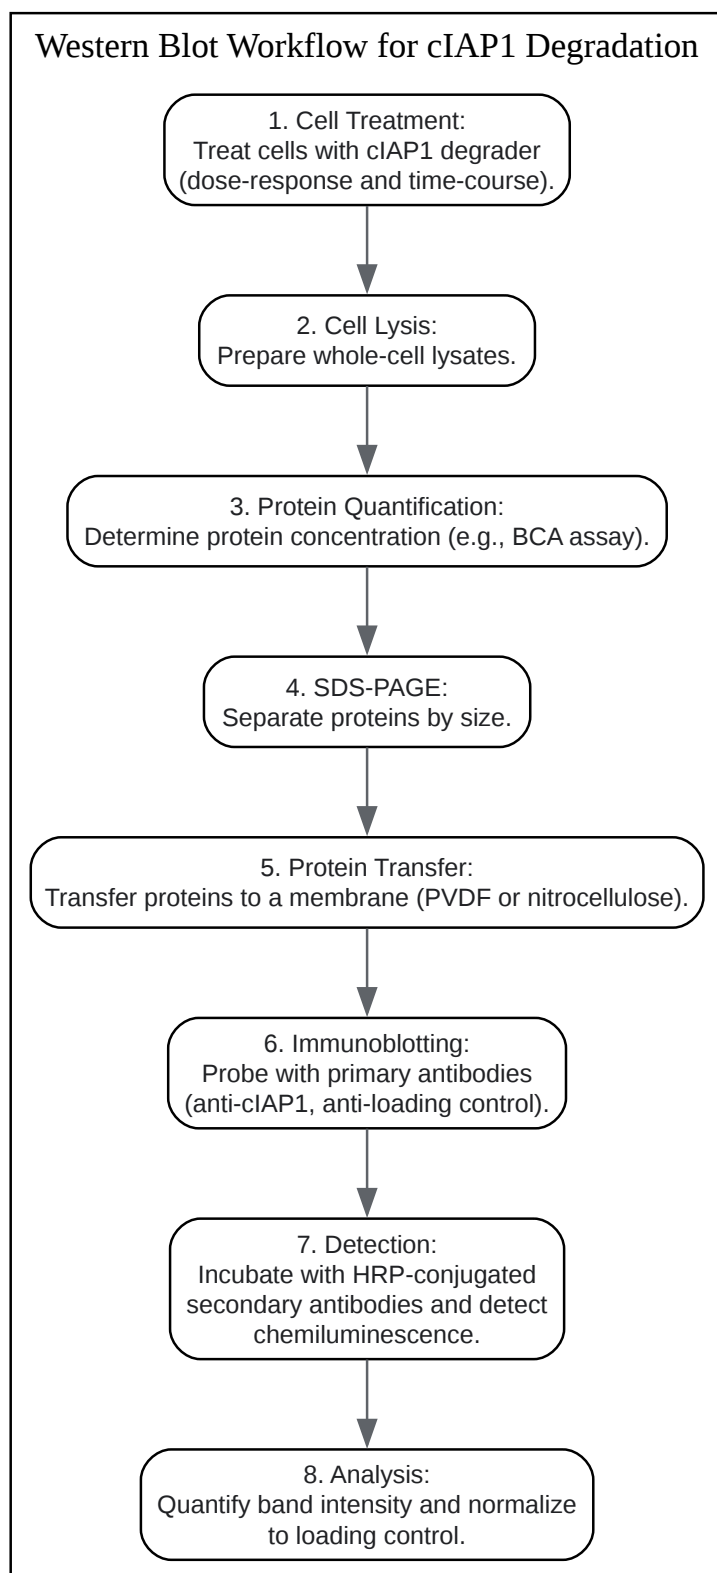 Western Blot Workflow for cIAP1 Degradation
1. Cell Treatment:
Treat cells with cIAP1 degrader
(dose-response and time-course).
2. Cell Lysis:
Prepare whole-cell lysates.
3. Protein Quantification:
Determine protein concentration (e.g., BCA assay).
4. SDS-PAGE:
Separate proteins by size.
5. Protein Transfer:
Transfer proteins to a membrane (PVDF or nitrocellulose).
6. Immunoblotting:
Probe with primary antibodies
(anti-cIAP1, anti-loading control).
7. Detection:
Incubate with HRP-conjugated
secondary antibodies and detect
chemiluminescence.
8. Analysis:
Quantify band intensity and normalize
to loading control.